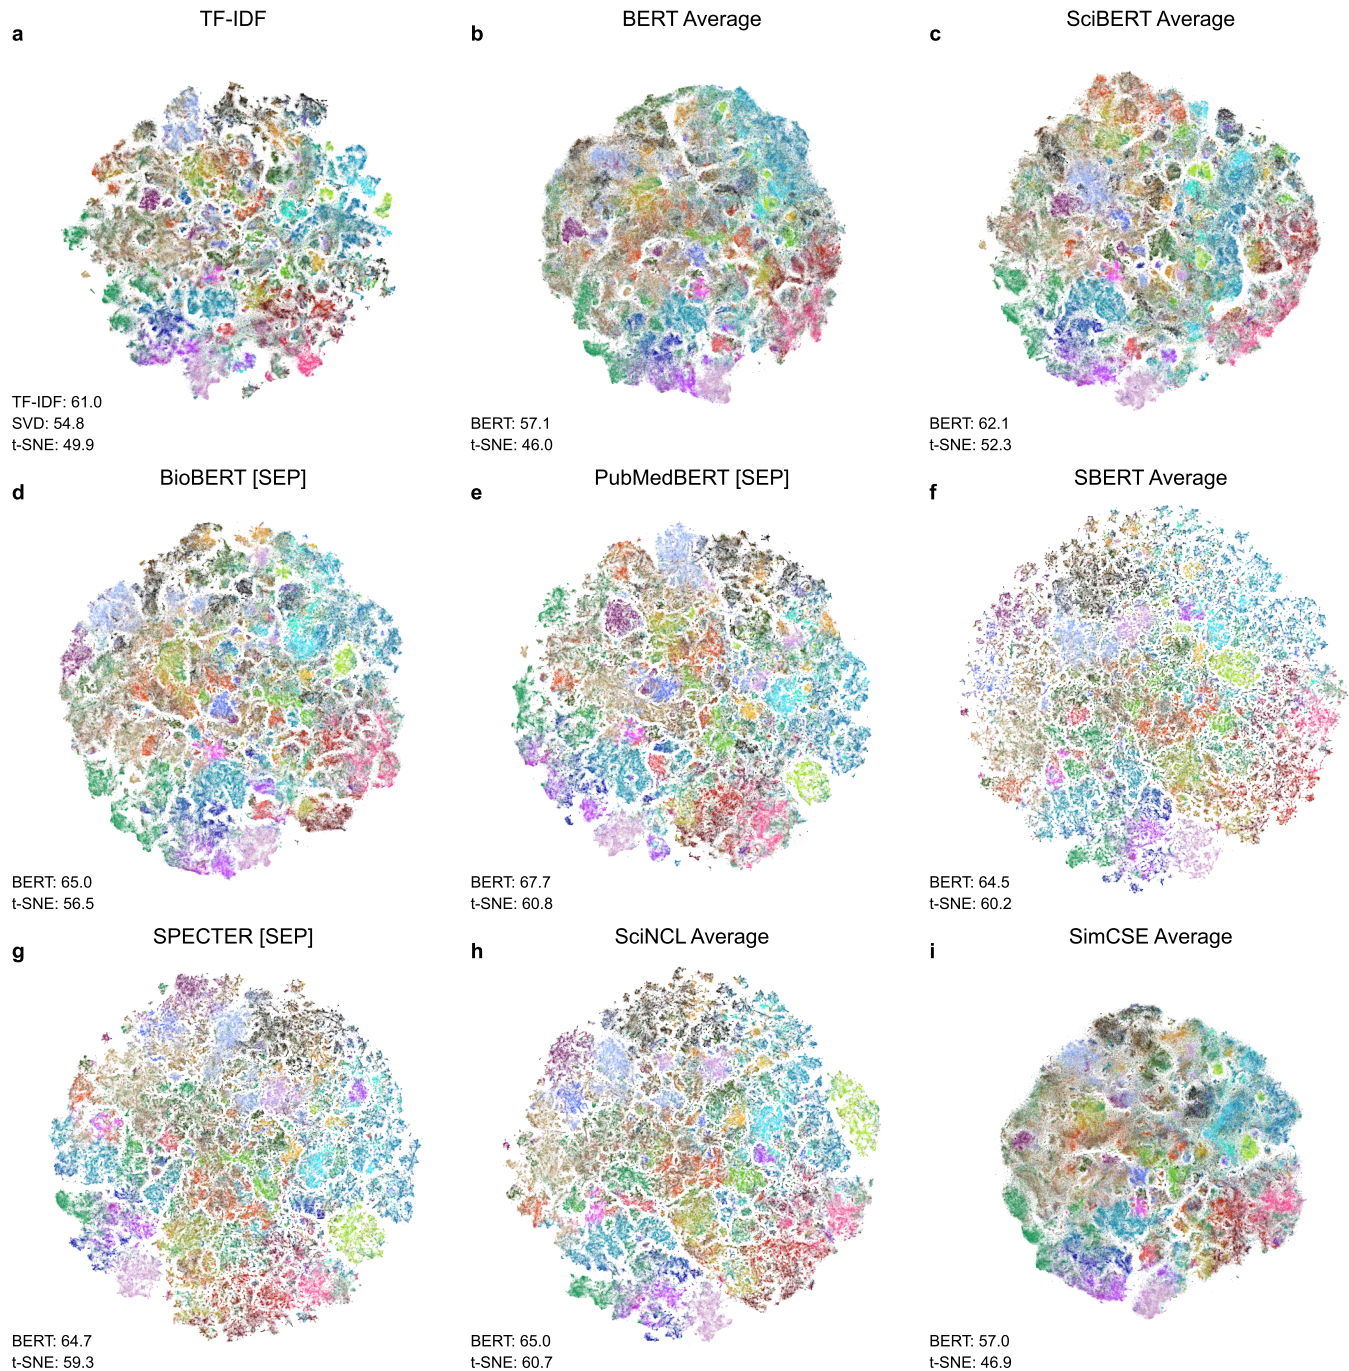 TF-IDF
a
TF-IDF: 61.0
SVD: 54.8
t-SNE: 49.9
BERT Average
b
BERT: 57.1
t-SNE: 46.0
SciBERT Average
c
BERT: 62.1
t-SNE: 52.3
BioBERT [SEP]
d
BERT: 65.0
t-SNE: 56.5
PubMedBERT [SEP]
e
BERT: 67.7
t-SNE: 60.8
SBERT Average
f
BERT: 64.5
t-SNE: 60.2
SPECTER [SEP]
g
BERT: 64.7
t-SNE: 59.3
SciNCL Average
h
BERT: 65.0
t-SNE: 60.7
SimCSE Average
i
BERT: 57.0
t-SNE: 46.9